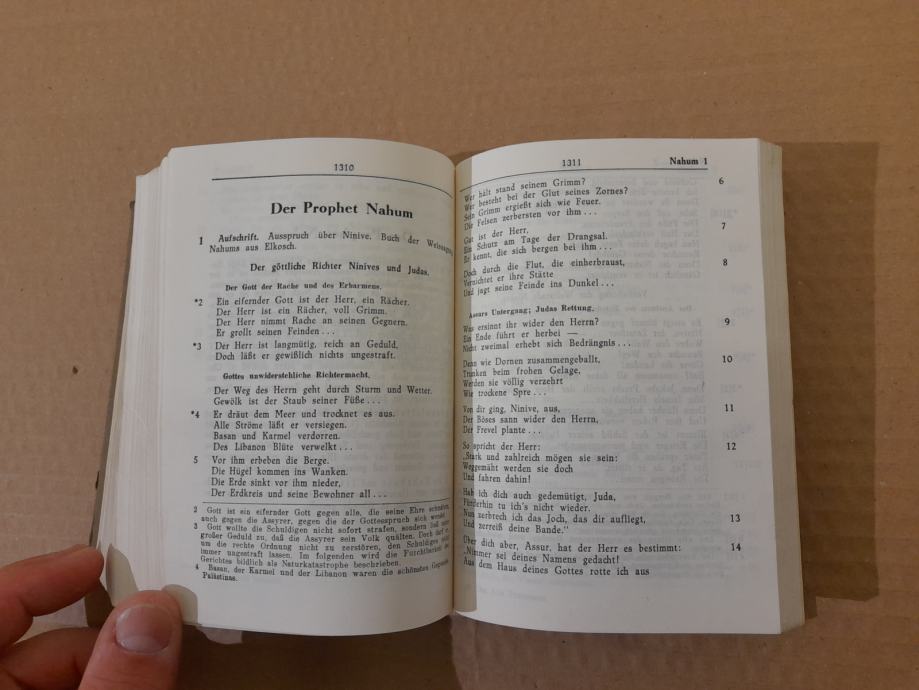 1310
Der Prophet Nahum
1 Aufschrift. Ausspruch über Ninive. Buch der Weissagung
Nahums aus Elkosch.
Der göttliche Richter Ninives und Judas.
Der Gott der Rache und des Erbarmens.
*2 Ein eifernder Gott ist der Herr, ein Rächer.
Der Herr ist ein Rächer, voll Grimm.
Der Herr nimmt Rache an seinen Gegnern,
Er grollt seinen Feinden . . .
*3 Der Herr ist langmütig, reich an Geduld,
Doch läßt er gewißlich nichts ungestraft.
Gottes unwiderstehliche Richtermacht.
Der Weg des Herrn geht durch Sturm und Wetter.
Gewölk ist der Staub seiner Füße . . .
*4 Er dräut dem Meer und trocknet es aus.
Alle Ströme läßt er versiegen.
Basan und Karmel verdorren.
Des Libanon Blüte verwelkt . . .
5 Vor ihm erbeben die Berge.
Die Hügel kommen ins Wanken.
Die Erde sinkt vor ihm nieder,
Der Erdkreis und seine Bewohner all . . .
2 Gott ist ein eifernder Gott gegen alle, die seine Ehre schänden,
auch gegen die Assyrer, gegen die der Gottesspruch sich wendet.
3 Gott wollte die Schuldigen nicht sofort strafen, sondern ließ
großer Geduld zu, daß die Assyrer sein Volk quälten. Doch darf er,
um die rechte Ordnung nicht zu zerstören, den Schuldigen
immer ungestraft lassen. Im folgenden wird die Furchtbarkeit
Gerichtes bildlich als Naturkatastrophe beschrieben.
4 Basan, der Karmel und der Libanon waren die schönsten
Palästinas.
1311 Nahum 1
Wer hält stand seinem Grimm? 6
Wer besteht bei der Glut seines Zornes?
Sein Grimm ergießt sich wie Feuer.
Die Felsen zerbersten vor ihm . . .
Gut ist der Herr, 7
Ein Schutz am Tage der Drangsal.
Er kennt, die sich bergen bei ihm . . .
Doch durch die Flut, die einherbraust, 8
Vernichtet er ihre Stätte
Und jagt seine Feinde ins Dunkel . . .
Assurs Untergang; Judas Rettung.
Was ersinnt ihr wider den Herrn? 9
Ein Ende führt er herbei —
Nicht zweimal erhebt sich Bedrängnis . . .
Denn wie Dornen zusammengeballt, 10
Trunken beim frohen Gelage,
Werden sie völlig verzehrt
Wie trockene Spre . . .
Von dir ging, Ninive, aus, 11
Der Böses sann wider den Herrn,
Der Frevel plante . . .
So spricht der Herr: 12
„Stark und zahlreich mögen sie sein:
Weggemäht werden sie doch
Und fahren dahin!
Hab ich dich auch gedemütigt, Juda,
Fürderhin tu ich's nicht wieder.
Nun zerbrech ich das Joch, das dir aufliegt, 13
Und zerreiß deine Bande.“
Über dich aber, Assur, hat der Herr es bestimmt: 14
„Nimmer sei deines Namens gedacht!
Aus dem Haus deines Gottes rotte ich aus